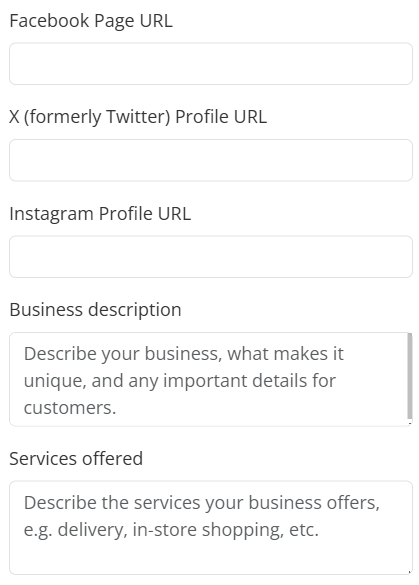 Facebook Page URL
X (formerly Twitter) Profile URL
Instagram Profile URL
Business description
Describe your business, what makes it
unique, and any important details for
customers.
Services offered
Describe the services your business offers,
e.g. delivery, in-store shopping, etc.